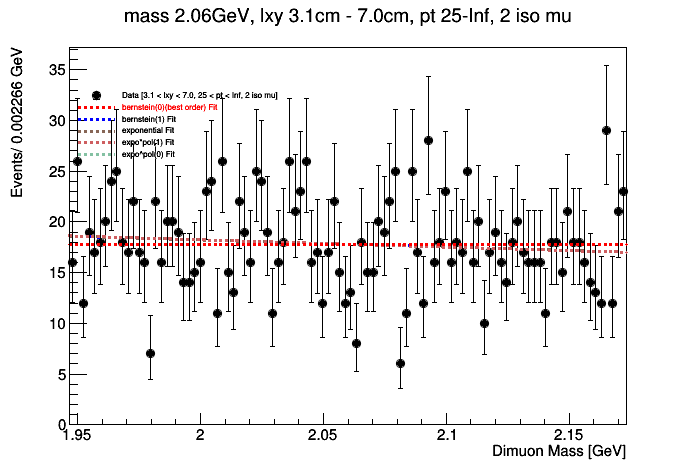 mass 2.06GeV, lxy 3.1cm - 7.0cm, pt 25-Inf, 2 iso mu
Events/ 0.002266 GeV
35
30
25
20
15
10
5
0
Data [3.1 < lxy < 7.0, 25 < pt < Inf, 2 iso mu]
bernstein(0)(best order) Fit
bernstein(1) Fit
exponential Fit
expo*pol(1) Fit
expo*pol(0) Fit
1.95 2 2.05 2.1 2.15
Dimuon Mass [GeV]